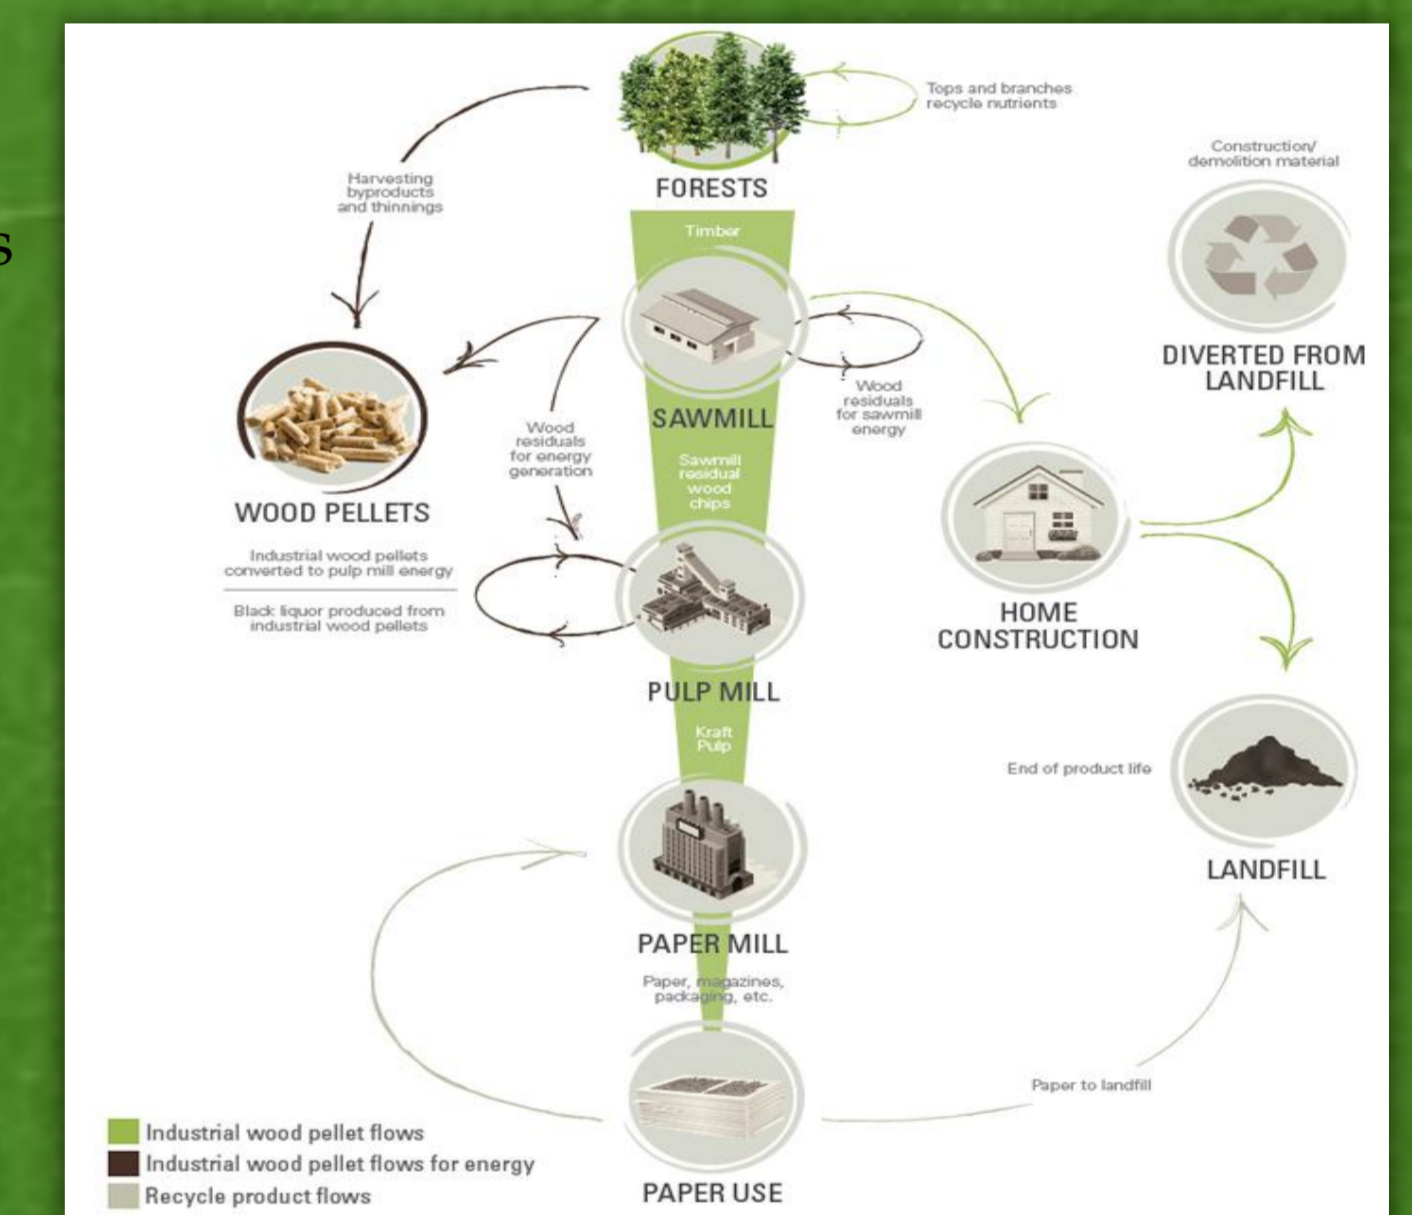 s
Tops and branches
recycle nutrients
Construction/
demolition material
Harvesting
byproducts
and thinnings
FORESTS
Timber
DIVERTED FROM
LANDFILL
Wood
residuals
for sawmill
energy
SAWMILL
Wood
residuals
for energy
generation
Sawmill
residual
wood
chips
WOOD PELLETS
Industrial wood pellets
converted to pulp mill energy
Black liquor produced from
industrial wood pellets
HOME
CONSTRUCTION
PULP MILL
Kraft
Pulp
End of product life
LANDFILL
PAPER MILL
Paper, magazines,
packaging, etc.
Paper to landfill
Industrial wood pellet flows
Industrial wood pellet flows for energy
Recycle product flows
PAPER USE